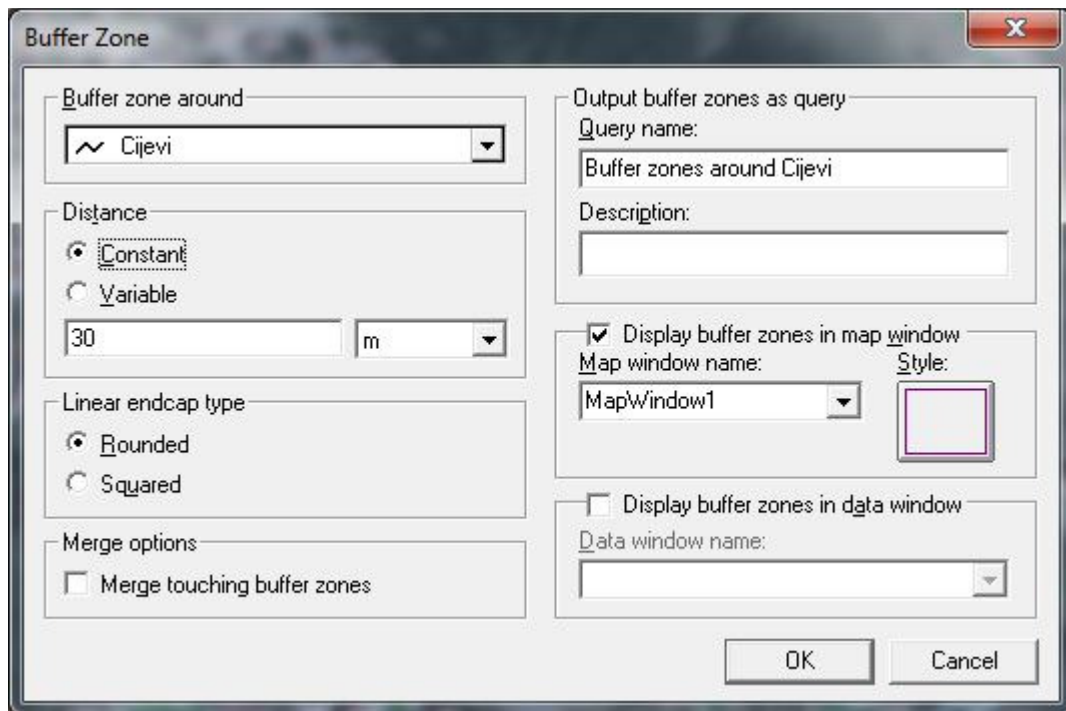 Buffer Zone
Buffer zone around
Cijevi
Distance
Constant
Variable
30
m
Linear endcap type
Rounded
Squared
Merge options
Merge touching buffer zones
Output buffer zones as query
Query name:
Buffer zones around Cijevi
Description:
Display buffer zones in map window
Map window name:
Style:
MapWindow1
Display buffer zones in data window
Data window name:
OK
Cancel